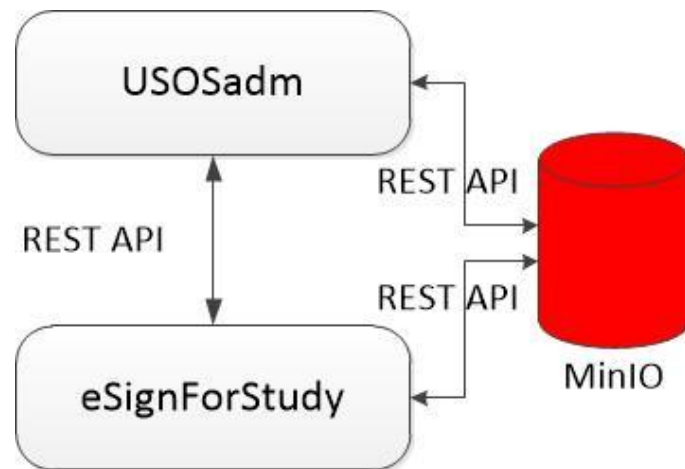 USOSadm
REST API
REST API
REST API
MinIO
eSignForStudy